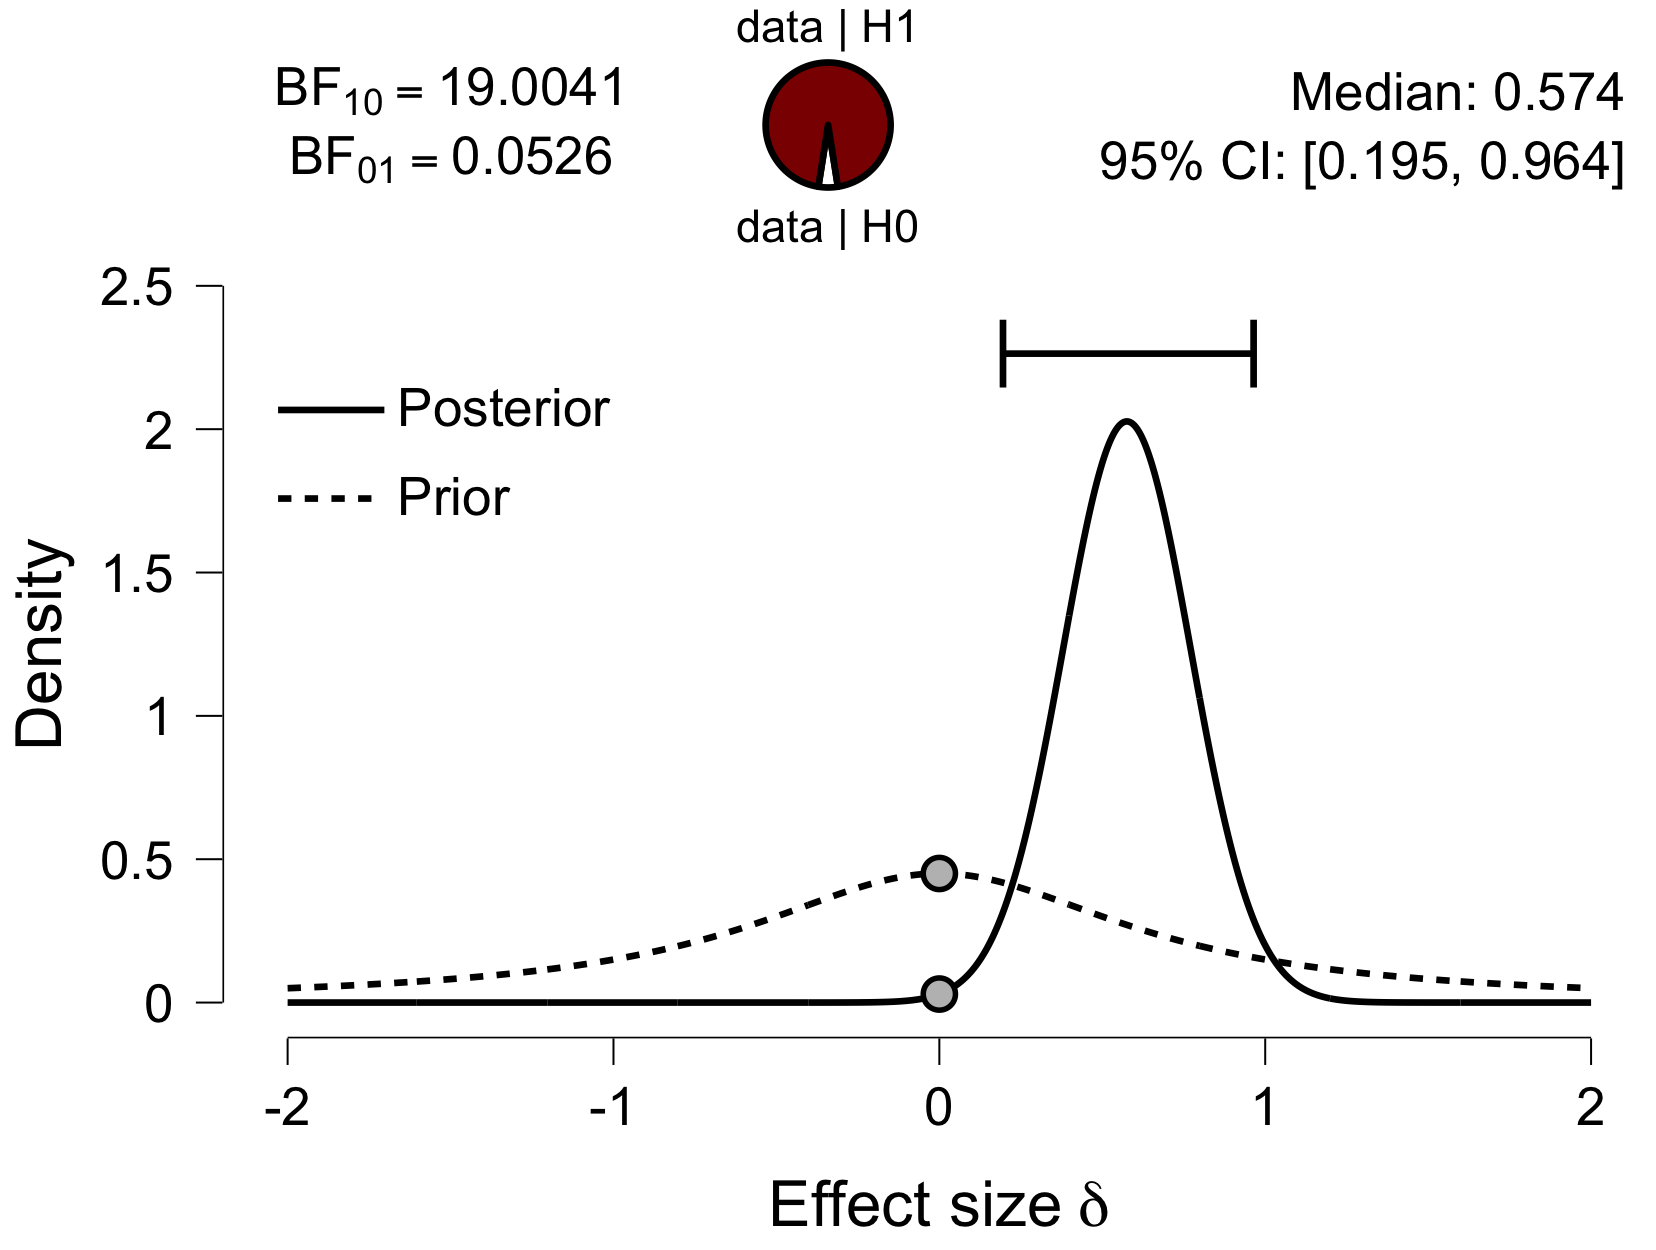 data | H1
BF10 = 19.0041
BF01 = 0.0526
Median: 0.574
95% CI: [0.195, 0.964]
data | H0
2.5
2
1.5
1
0.5
0
Density
Posterior
Prior
-2 -1 0 1 2
Effect size δ